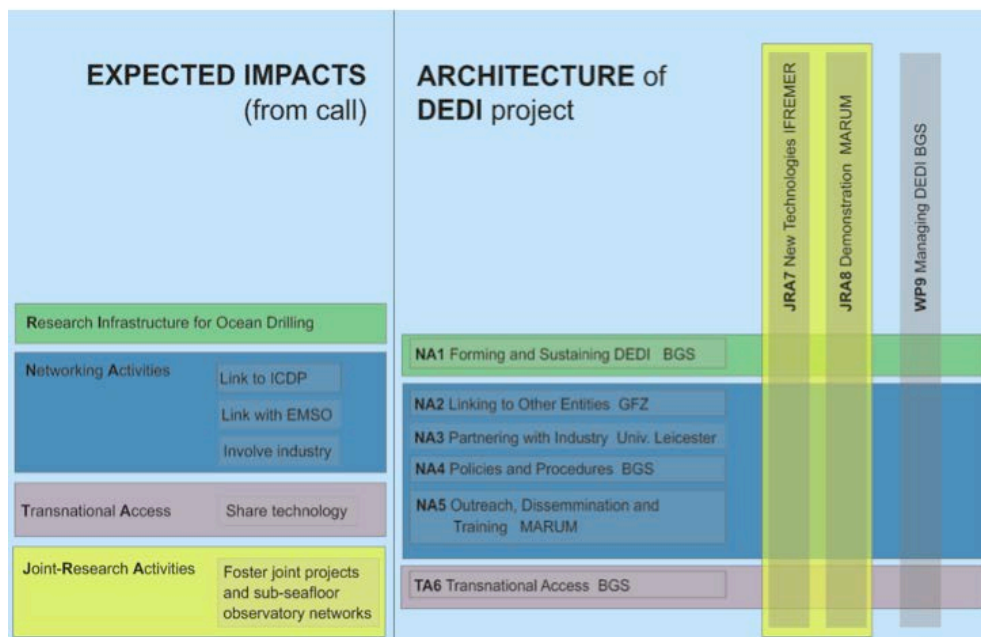 EXPECTED IMPACTS
(from call)
Research Infrastructure for Ocean Drilling
Networking Activities
Link to ICDP
Link with EMSO
Involve industry
Transnational Access
Share technology
Joint-Research Activities
Foster joint projects
and sub-seafloor
observatory networks
ARCHITECTURE of
DEDI project
NA1 Forming and Sustaining DEDI BGS
NA2 Linking to Other Entities GFZ
NA3 Partnering with Industry Univ. Leicester
NA4 Policies and Procedures BGS
NA5 Outreach, Dissemmination and
Training MARUM
TA6 Transnational Access BGS
JRA7 New Technologies IFREMER
JRA8 Demonstration MARUM
WP9 Managing DEDI BGS